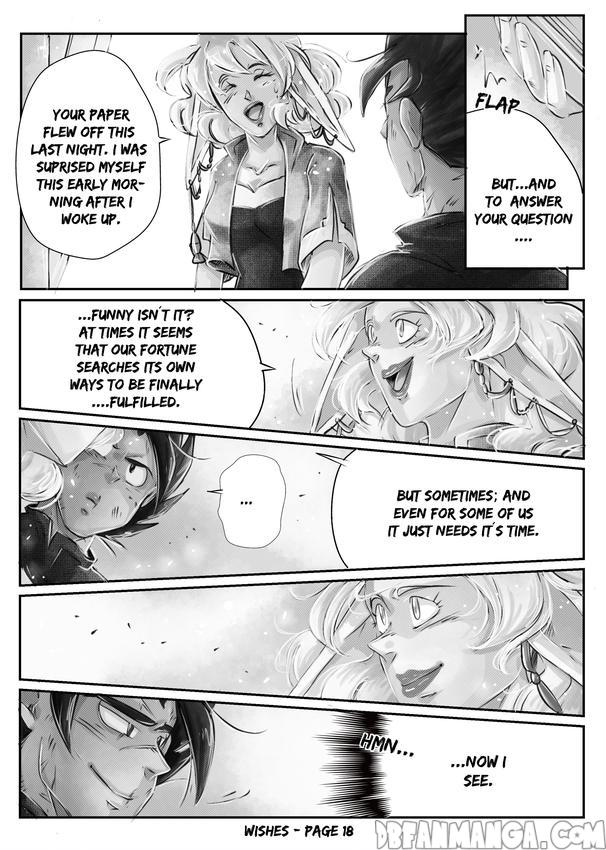 YOUR PAPER
FLEW OFF THIS
LAST NIGHT. I WAS
SUPRISED MYSELF
THIS EARLY MOR-
NING AFTER I
WOKE UP.
FLAP
BUT...AND
TO ANSWER
YOUR QUESTION
....
...FUNNY ISN'T IT?
AT TIMES IT SEEMS
THAT OUR FORTUNE
SEARCHES ITS OWN
WAYS TO BE FINALLY
....FULFILLED.
BUT SOMETIMES; AND
EVEN FOR SOME OF US
IT JUST NEEDS IT'S TIME.
...
HMN...
...NOW I
SEE.
WISHES - PAGE 18
DBFANMANGA.COM